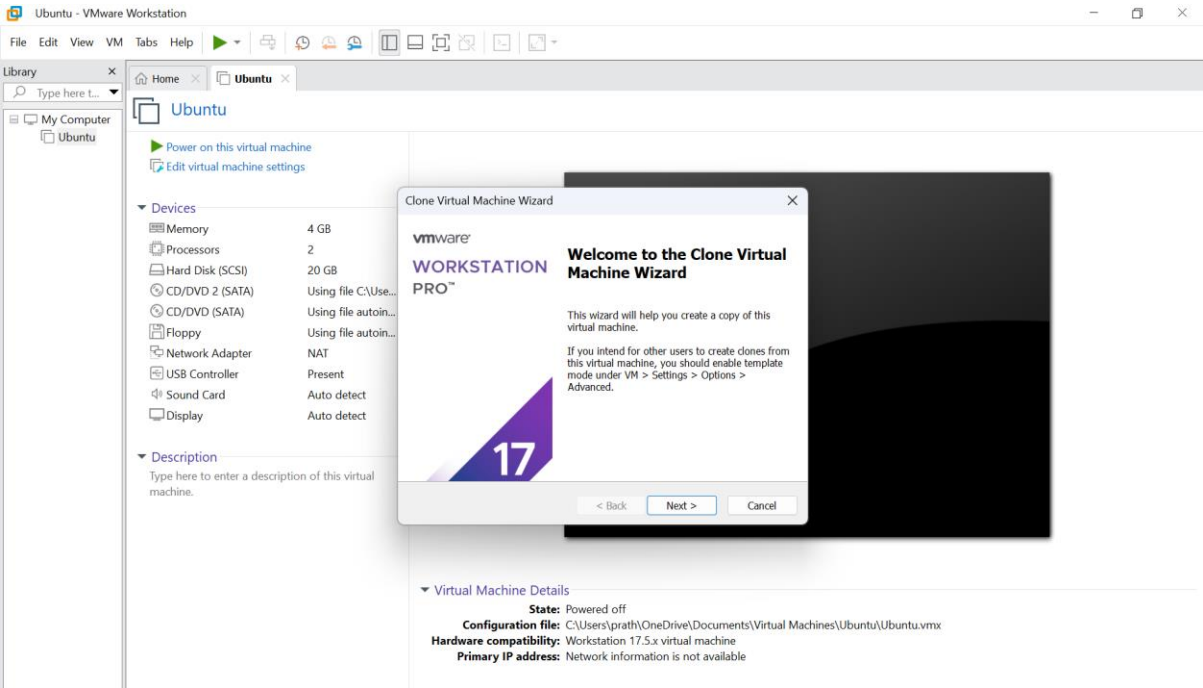 Ubuntu - VMware Workstation
File Edit View VM Tabs Help
Library
Type here t...
My Computer
Ubuntu
Home
Ubuntu
Ubuntu
Power on this virtual machine
Edit virtual machine settings
Devices
Memory 4 GB
Processors 2
Hard Disk (SCSI) 20 GB
CD/DVD 2 (SATA) Using file C:\Use...
CD/DVD (SATA) Using file autoin...
Floppy Using file autoin...
Network Adapter NAT
USB Controller Present
Sound Card Auto detect
Display Auto detect
Description
Type here to enter a description of this virtual
machine.
Clone Virtual Machine Wizard
vmware
WORKSTATION
PRO™
17
Welcome to the Clone Virtual
Machine Wizard
This wizard will help you create a copy of this
virtual machine.
If you intend for other users to create clones from
this virtual machine, you should enable template
mode under VM > Settings > Options >
Advanced.
< Back Next > Cancel
Virtual Machine Details
State: Powered off
Configuration file: C:\Users\prath\OneDrive\Documents\Virtual Machines\Ubuntu\Ubuntu.vmx
Hardware compatibility: Workstation 17.5.x virtual machine
Primary IP address: Network information is not available